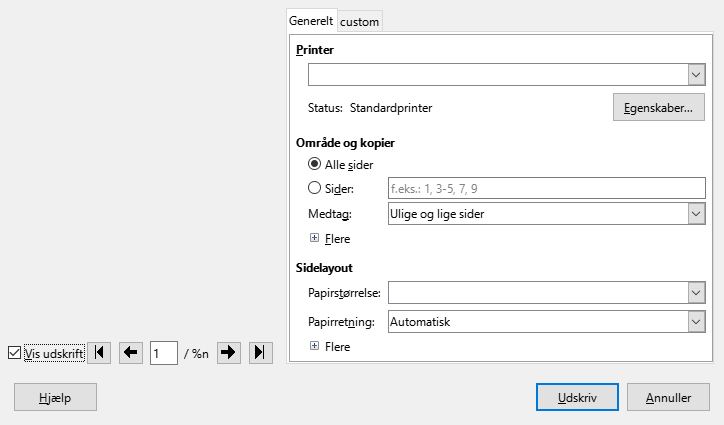 Generelt custom
Printer
Status: Standardprinter Egenskaber...
Område og kopier
Alle sider
Sider: f.eks.: 1, 3-5, 7, 9
Medtag: Ulige og lige sider
Flere
Sidelayout
Papirstørrelse:
Papirretning: Automatisk
Flere
Vis udskrift 1 / %n
Hjælp Udskriv Annuller